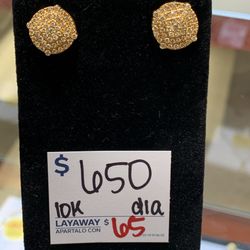 $ 650
10K dia
LAYAWAY $ 65
APARTALO CON